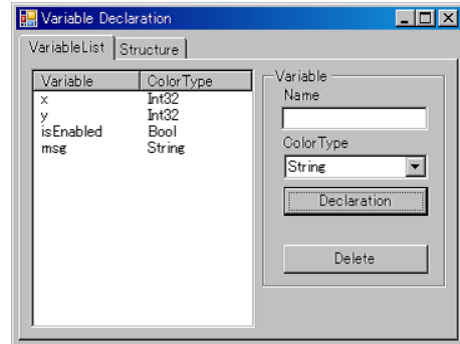 Variable Declaration
VariableList Structure
Variable ColorType
x Int32
y Int32
isEnabled Bool
msg String
Variable
Name
ColorType
String
Declaration
Delete